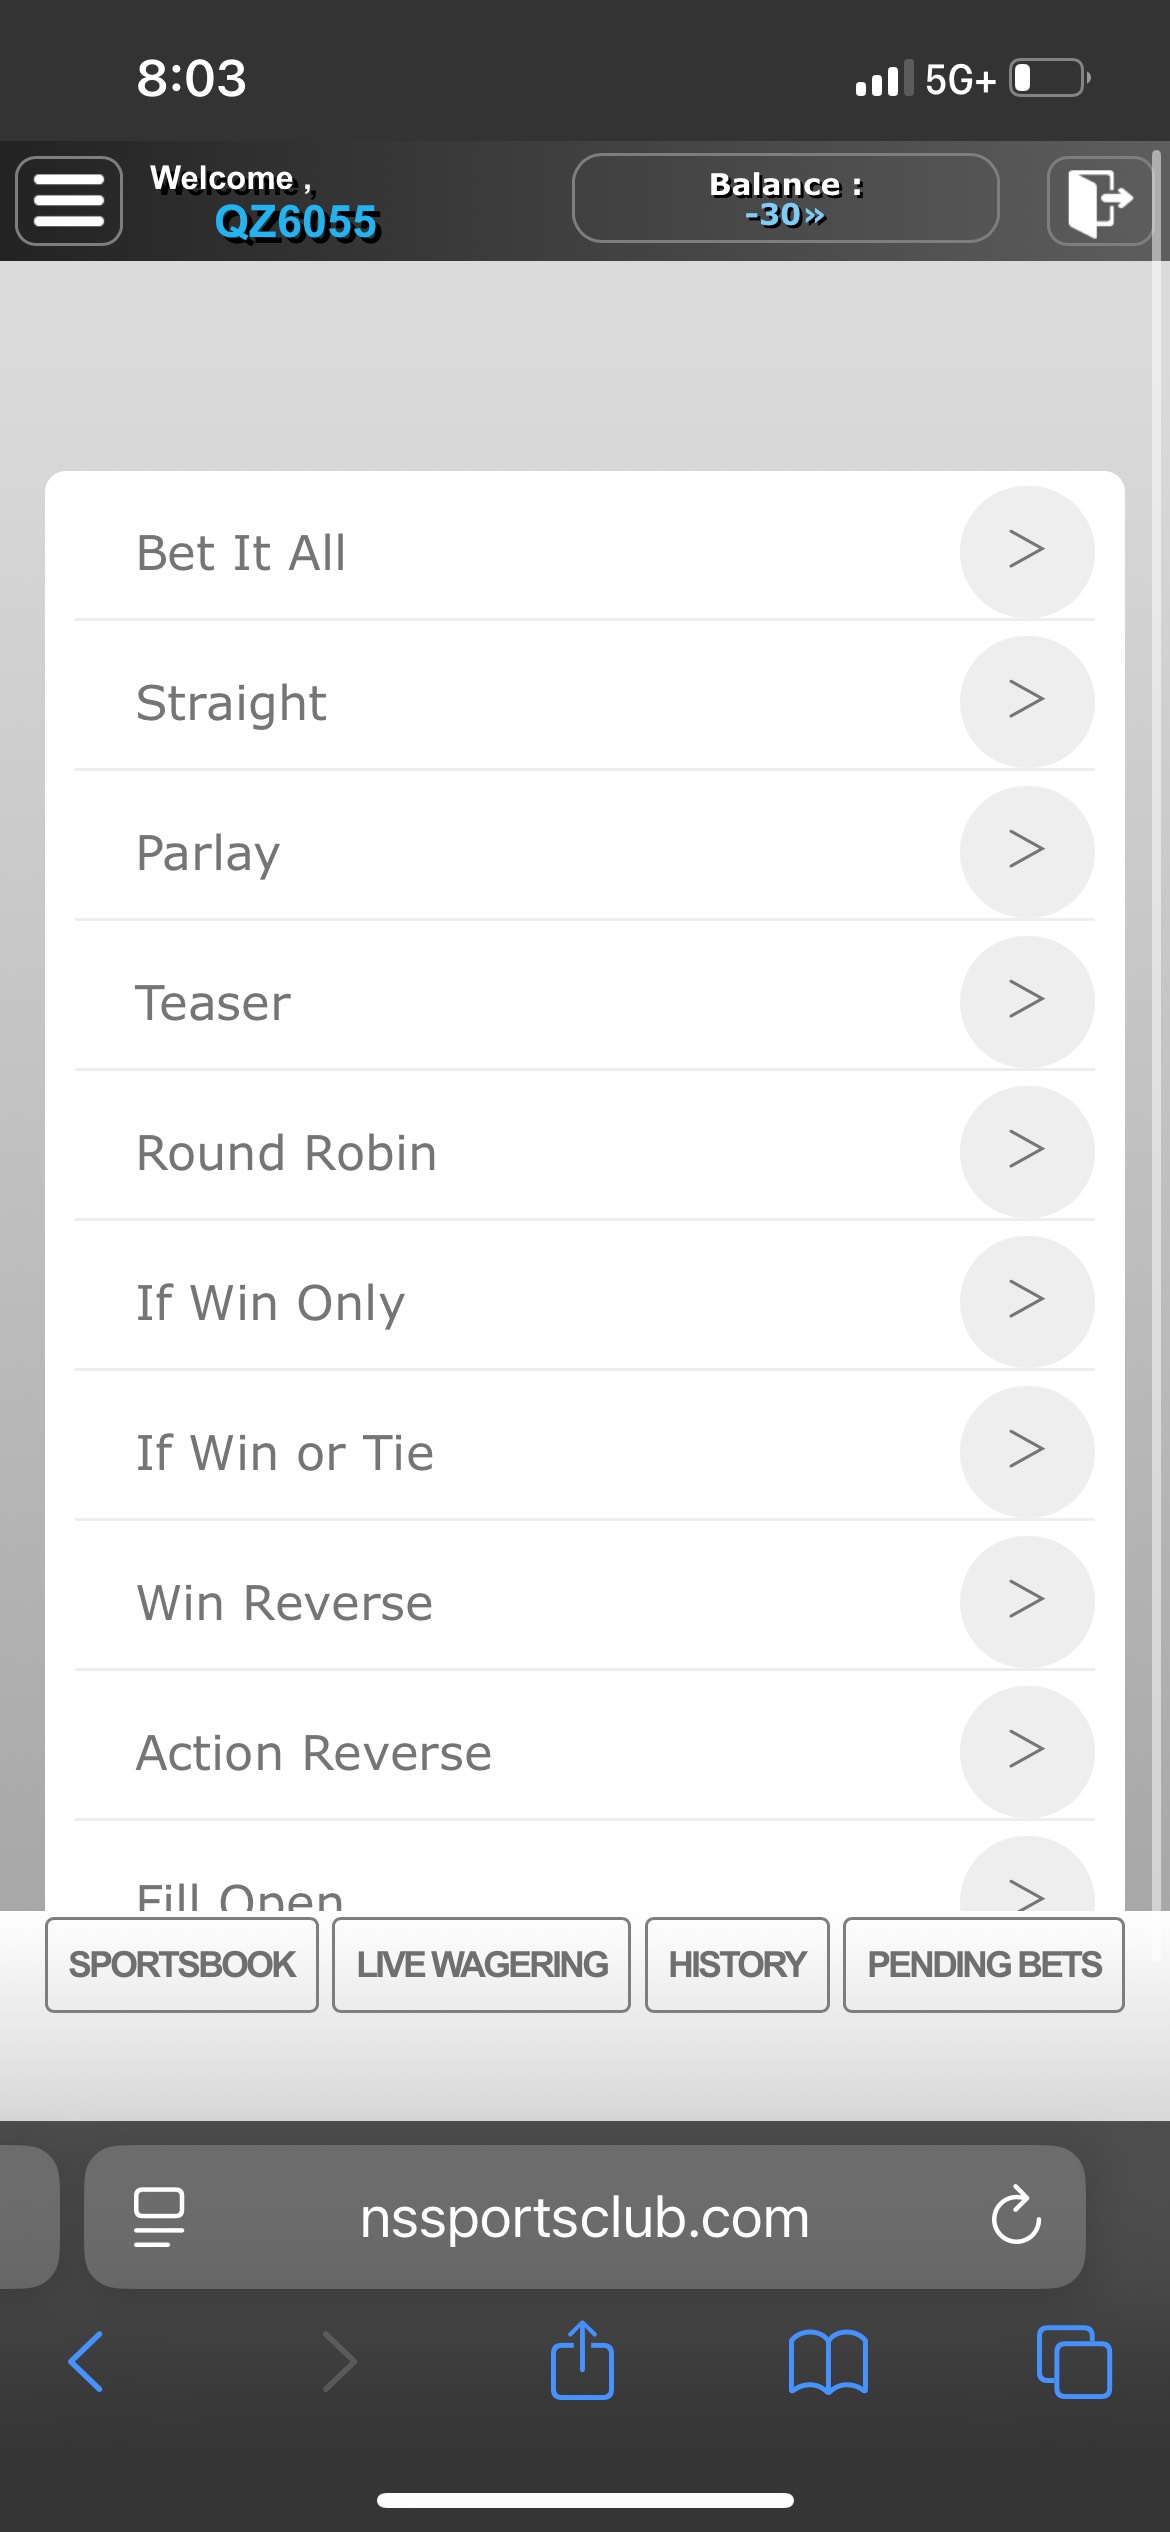 8:03
5G+
Welcome ,
QZ6055
Balance :
-30»
Bet It All >
Straight >
Parlay >
Teaser >
Round Robin >
If Win Only >
If Win or Tie >
Win Reverse >
Action Reverse >
Fill Open >
SPORTSBOOK LIVE WAGERING HISTORY PENDING BETS
nssportsclub.com